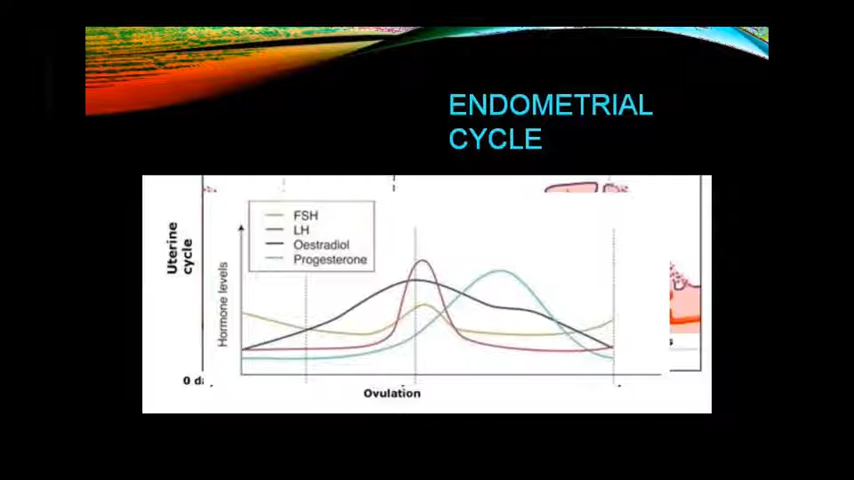 ENDOMETRIAL
CYCLE
Uterine
cycle
FSH
LH
Oestradiol
Progesterone
Hormone levels
Ovulation